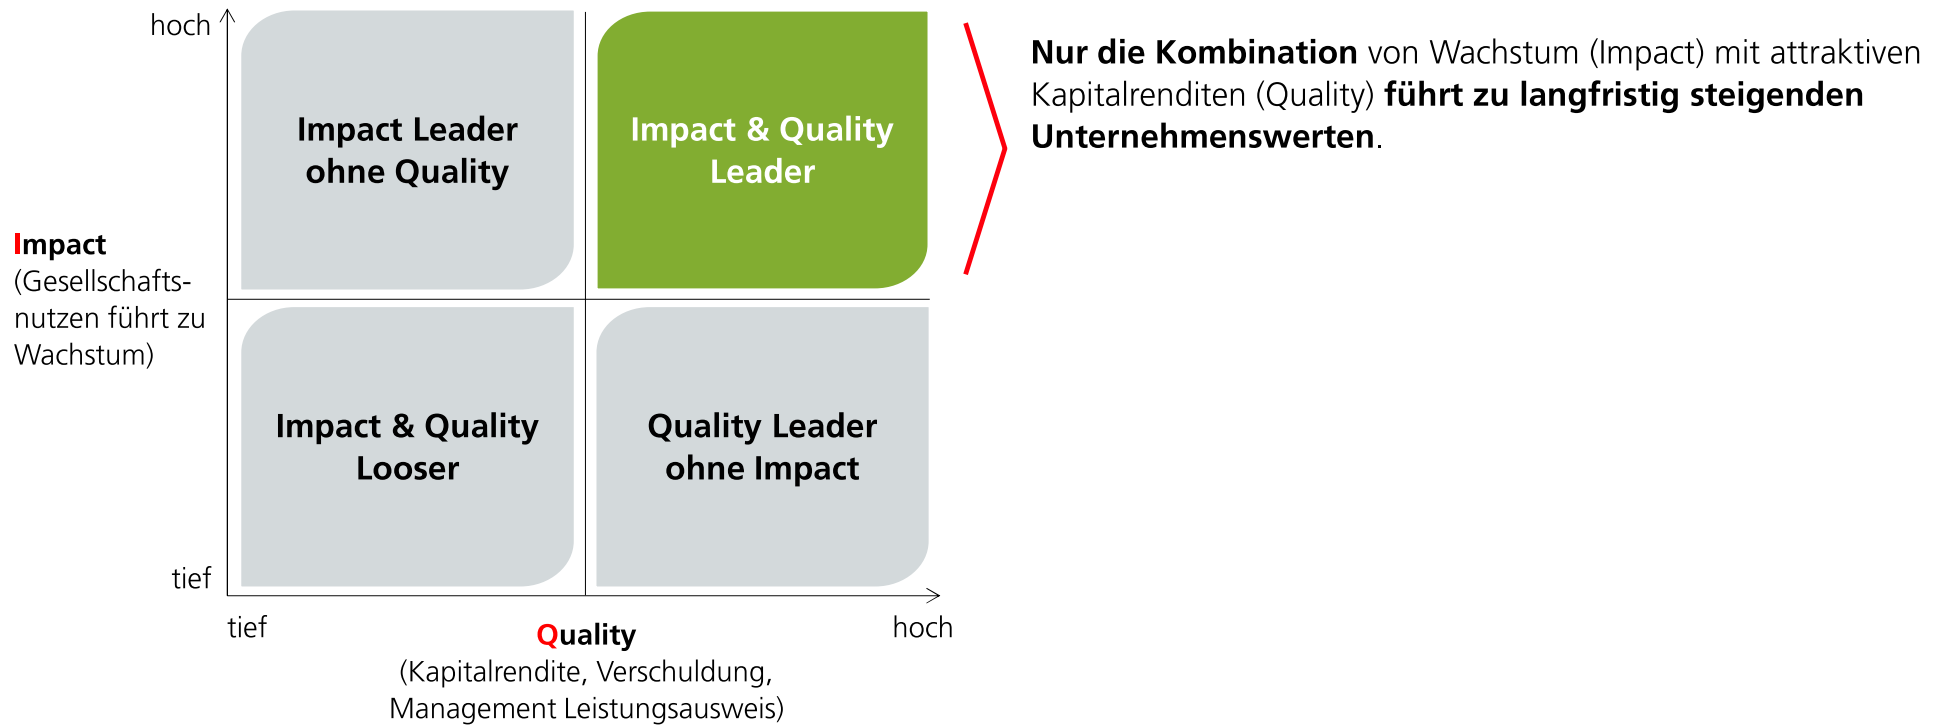 hoch
Impact Leader
ohne Quality
Impact & Quality
Leader
Nur die Kombination von Wachstum (Impact) mit attraktiven
Kapitalrenditen (Quality) führt zu langfristig steigenden
Unternehmenswerten.
Impact
(Gesellschafts-
nutzen führt zu
Wachstum)
Impact & Quality
Looser
Quality Leader
ohne Impact
tief
tief
hoch
Quality
(Kapitalrendite, Verschuldung,
Management Leistungsausweis)